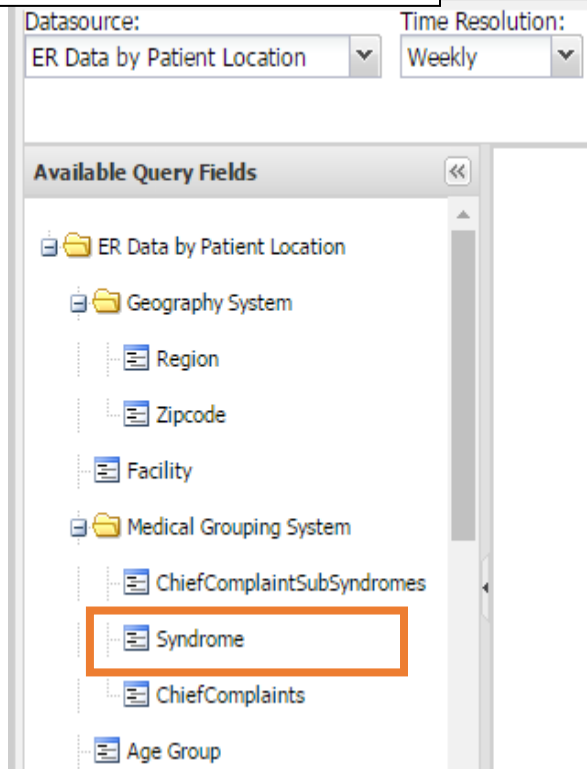 Datasource: Time Resolution:
ER Data by Patient Location Weekly
Available Query Fields
ER Data by Patient Location
Geography System
Region
Zipcode
Facility
Medical Grouping System
ChiefComplaintSubSyndromes
Syndrome
ChiefComplaints
Age Group